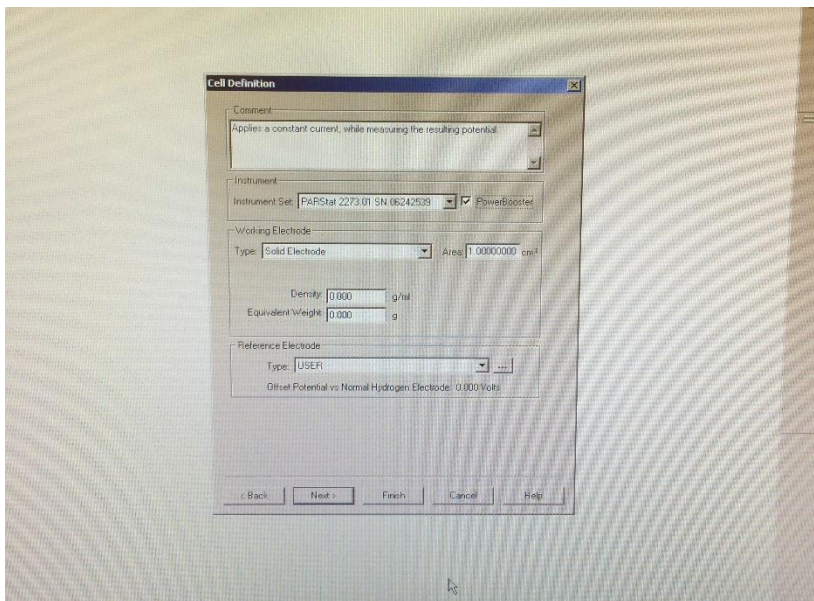 Cell Definition
Comment
Applies a constant current, while measuring the resulting potential.
Instrument
Instrument Set: PARStat 2273.01 SN 06242539 PowerBooster
Working Electrode
Type: Solid Electrode Area: 1.00000000 cm²
Density: 0.000 g/ml
Equivalent Weight: 0.000 g
Reference Electrode
Type: USER ...
Offset Potential vs Normal Hydrogen Electrode: 0.000 Volts
< Back Next > Finish Cancel Help